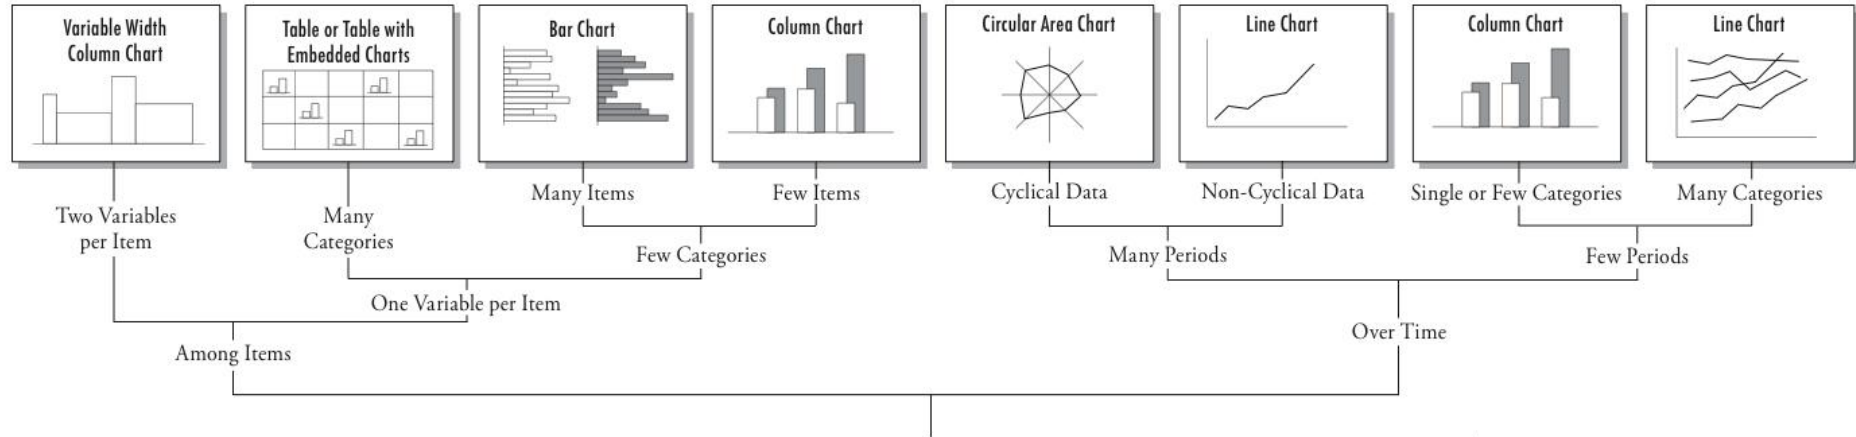 Variable Width
Column Chart
Table or Table with
Embedded Charts
Bar Chart
Column Chart
Circular Area Chart
Line Chart
Column Chart
Line Chart
Two Variables
per Item
Many
Categories
Many Items
Few Items
Cyclical Data
Non-Cyclical Data
Single or Few Categories
Many Categories
Few Categories
Many Periods
Few Periods
One Variable per Item
Over Time
Among Items